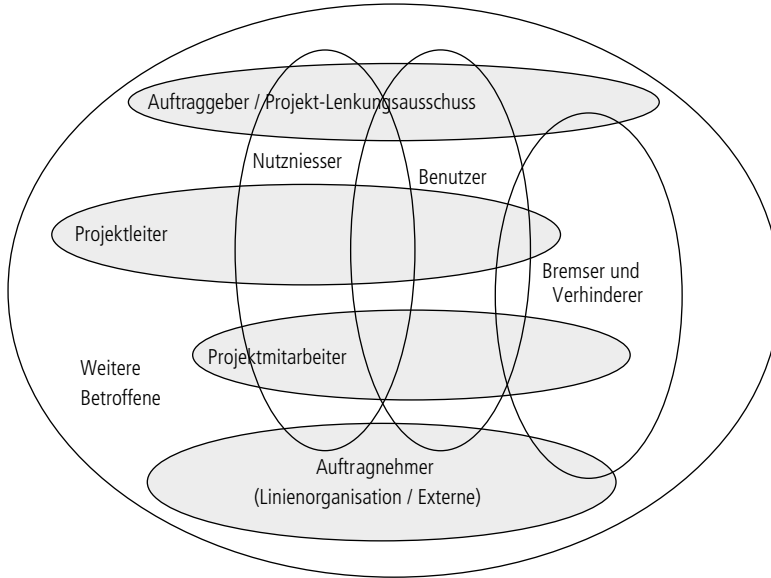 Auftraggeber / Projekt-Lenkungsausschuss
Nutzniesser
Benutzer
Projektleiter
Bremser und
Verhinderer
Projektmitarbeiter
Weitere
Betroffene
Auftragnehmer
(Linienorganisation / Externe)